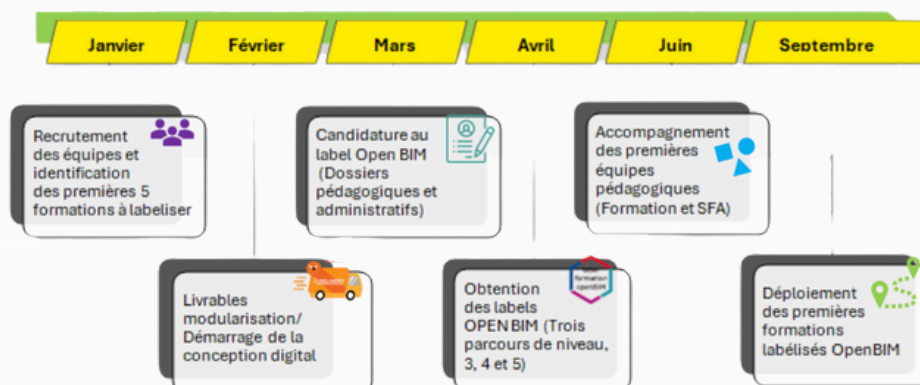 Janvier
Février
Mars
Avril
Juin
Septembre
Recrutement
des équipes et
identification
des premières 5
formations à labeliser
Candidature au
label Open BIM
(Dossiers
pédagogiques et
administratifs)
Accompagnement
des premières
équipes
pédagogiques
(Formation et SFA)
Livrables
modularisation/
Démarrage de la
conception digital
Obtention
des labels
OPEN BIM (Trois
parcours de niveau,
3, 4 et 5)
formation
openBIM
Déploiement
des premières
formations
labélisés OpenBIM